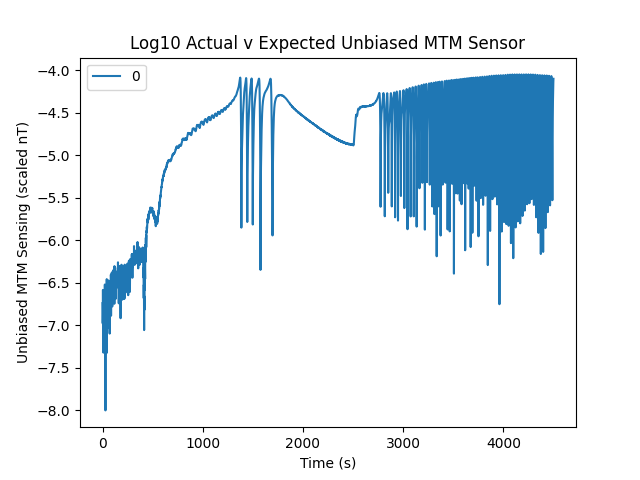 Log10 Actual v Expected Unbiased MTM Sensor
0
−4.0
−4.5
−5.0
−5.5
−6.0
−6.5
−7.0
−7.5
−8.0
Unbiased MTM Sensing (scaled nT)
0 1000 2000 3000 4000
Time (s)